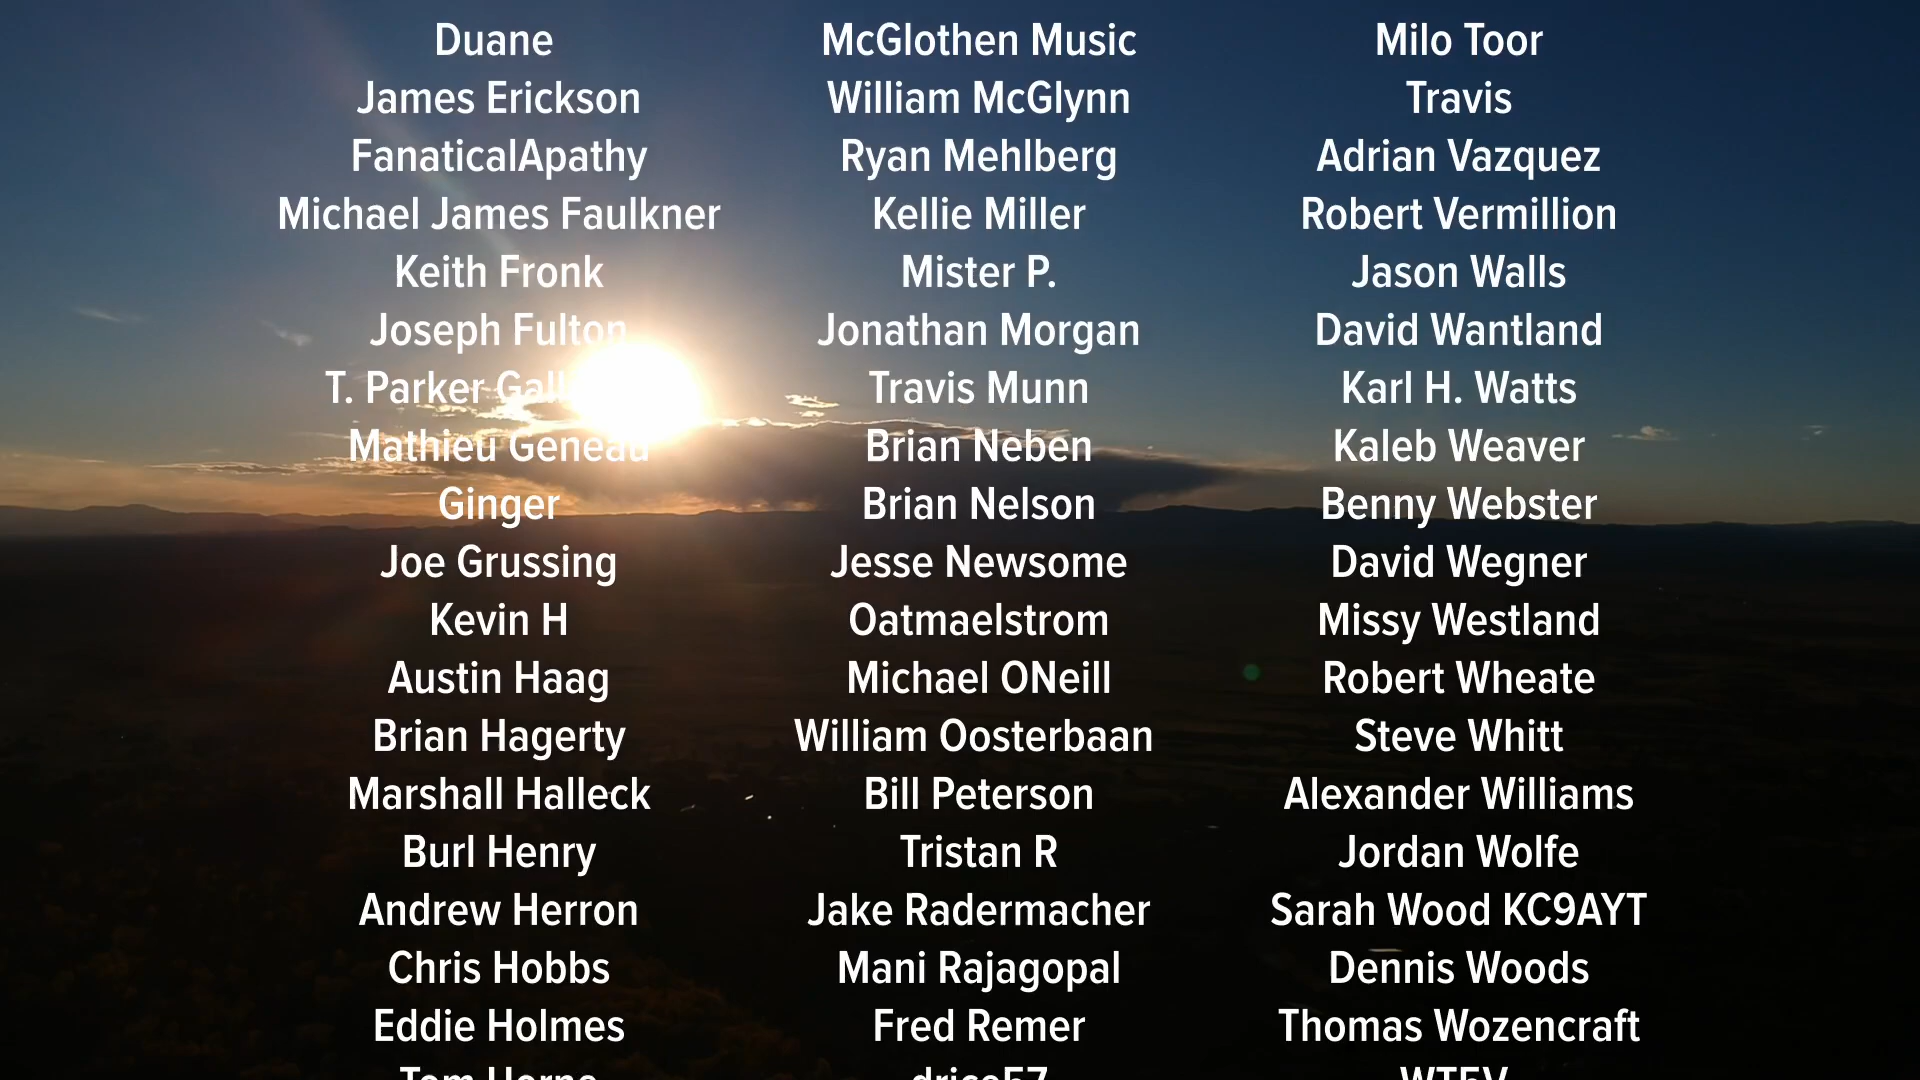 Duane
James Erickson
FanaticalApathy
Michael James Faulkner
Keith Fronk
Joseph Fulton
T. Parker
Mathieu Geneau
Ginger
Joe Grussing
Kevin H
Austin Haag
Brian Hagerty
Marshall Halleck
Burl Henry
Andrew Herron
Chris Hobbs
Eddie Holmes
McGlothen Music
William McGlynn
Ryan Mehlberg
Kellie Miller
Mister P.
Jonathan Morgan
Travis Munn
Brian Neben
Brian Nelson
Jesse Newsome
Oatmaelstrom
Michael ONeill
William Oosterbaan
Bill Peterson
Tristan R
Jake Radermacher
Mani Rajagopal
Fred Remer
Milo Toor
Travis
Adrian Vazquez
Robert Vermillion
Jason Walls
David Wantland
Karl H. Watts
Kaleb Weaver
Benny Webster
David Wegner
Missy Westland
Robert Wheate
Steve Whitt
Alexander Williams
Jordan Wolfe
Sarah Wood KC9AYT
Dennis Woods
Thomas Wozencraft